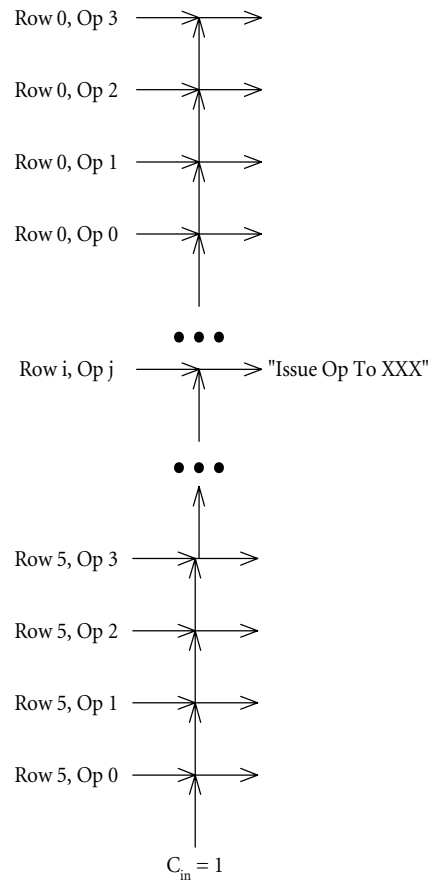 Row 0, Op 3
Row 0, Op 2
Row 0, Op 1
Row 0, Op 0
Row i, Op j "Issue Op To XXX"
Row 5, Op 3
Row 5, Op 2
Row 5, Op 1
Row 5, Op 0
Cin = 1